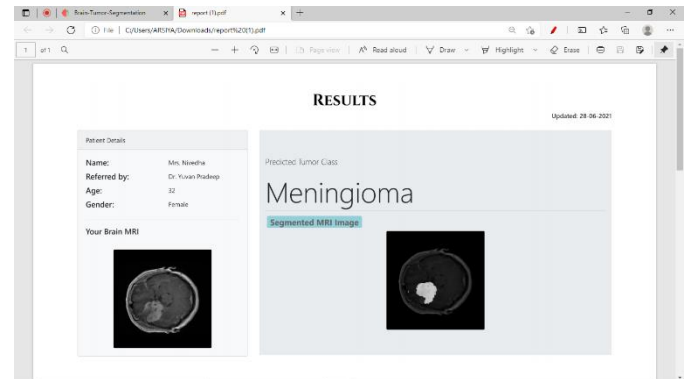 Brain-Tumor-Segmentation
report (1).pdf
File
C:/Users/ARSHA/Downloads/report%20(1).pdf
1 of 1
Page view
Read aloud
Draw
Highlight
Erase
RESULTS
Updated: 28-06-2021
Patient Details
Name: Mrs. Nivedha
Referred by: Dr. Yuvan Pradeep
Age: 32
Gender: Female
Your Brain MRI
Predicted Tumor Class
Meningioma
Segmented MRI Image